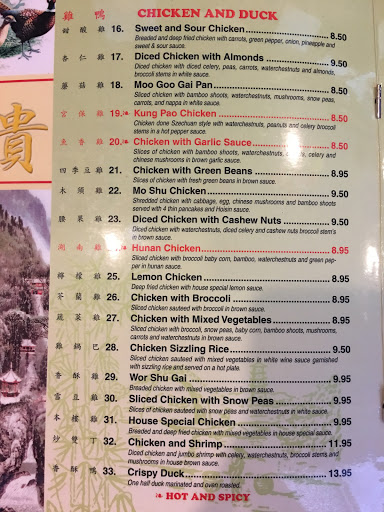 雞 鴨 CHICKEN AND DUCK
甜酸雞 16. Sweet and Sour Chicken 8.50
Breaded and deep fried chicken with carrots, green pepper, onion, pineapple and
sweet & sour sauce.
杏仁雞 17. Diced Chicken with Almonds 9.50
Diced chicken with diced celery, peas, carrots, waterchestnuts and almonds,
broccoli stems in white sauce.
蘑菇雞 18. Moo Goo Gai Pan 8.50
Sliced chicken with bamboo shoots, waterchestnuts, mushrooms, snow peas,
carrots, and nappa in white sauce.
宮保雞 19. Kung Pao Chicken 8.50
Chicken done Szechuan style with waterchestnuts, peanuts and celery broccoli
stems in a hot pepper sauce.
魚香雞 20. Chicken with Garlic Sauce 8.50
Slices of chicken with bamboo shoots, waterchestnuts, celery and
chinese mushrooms in brown garlic sauce.
四季豆雞 21. Chicken with Green Beans 8.95
Slices of chicken with fresh green beans in brown sauce.
木須雞 22. Mo Shu Chicken 8.95
Shredded chicken with cabbage, egg, chinese mushrooms and bamboo shoots
served with 4 thin pancakes and Hoisin sauce.
腰果雞 23. Diced Chicken with Cashew Nuts 9.50
Diced chicken with waterchestnuts, diced celery and cashew nuts broccoli stem's
in brown sauce.
湖南雞 Hunan Chicken 8.95
Sliced chicken with broccoli baby corn, bamboo, waterchestnuts and green pep-
per in hunan sauce.
檸檬雞 25. Lemon Chicken 8.95
Deep fried chicken with house special lemon sauce.
芥蘭雞 26. Chicken with Broccoli 8.95
Sliced chicken sauteed with broccoli in brown sauce.
蔬菜雞 27. Chicken with Mixed Vegetables 8.95
Sliced chicken with broccoli, snow peas, baby corn, bamboo shoots, mushrooms,
carrots and waterchestnuts in brown sauce.
雞鍋巴 28. Chicken Sizzling Rice 9.50
Sliced chicken sauteed with mixed vegetables in white wine sauce garnished
with sizzling rice and served on a hot plate.
香酥雞 29. Wor Shu Gai 9.95
Breaded chicken with mixed vegetables in brown sauce.
雪豆雞 30. Sliced Chicken with Snow Peas 9.95
Slices of chicken sauteed with snow peas and waterchestnuts in white sauce.
本樓雞 31. House Special Chicken 9.95
Breaded and deep fried chicken with mixed vegetables in house special sauce.
炒雙丁 32. Chicken and Shrimp 11.95
Diced chicken and jumbo shrimp with celery, waterchestnuts, broccoli stems and
mushrooms in house brown sauce.
香酥鴨 33. Crispy Duck 13.95
One half duck marinated and oven roasted.
HOT AND SPICY
貴